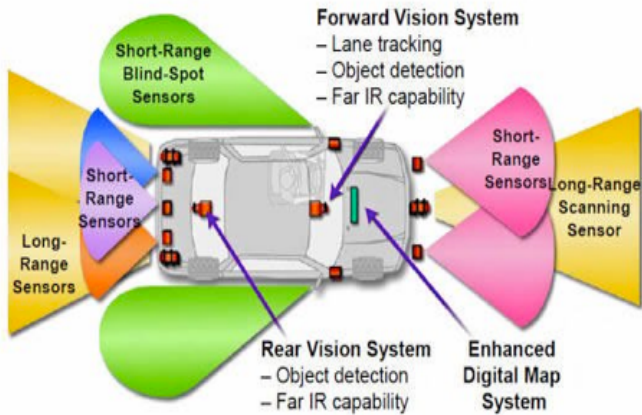 Forward Vision System
– Lane tracking
– Object detection
– Far IR capability
Short-Range
Blind-Spot
Sensors
Short-
Range
Sensors
Long-
Range
Sensors
Short-
Range
Sensors
Long-Range
Scanning
Sensor
Rear Vision System
– Object detection
– Far IR capability
Enhanced
Digital Map
System